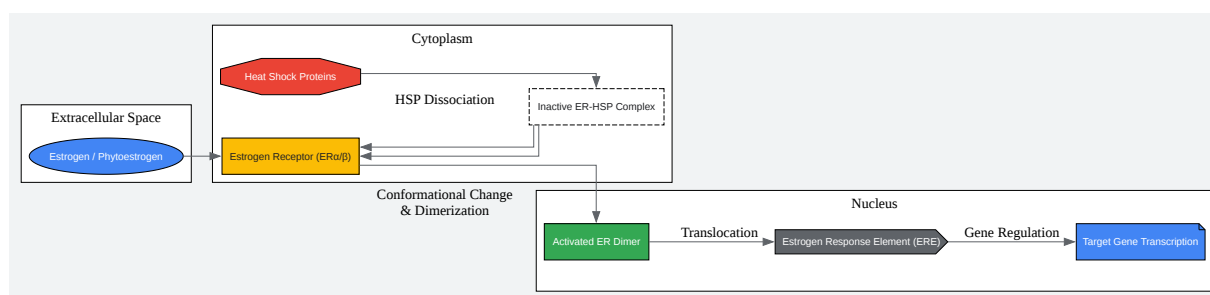 Cytoplasm
Heat Shock Proteins
HSP Dissociation
Inactive ER-HSP Complex
Extracellular Space
Estrogen / Phytoestrogen
Estrogen Receptor (ERα/β)
Conformational Change
& Dimerization
Nucleus
Activated ER Dimer
Translocation
Estrogen Response Element (ERE)
Gene Regulation
Target Gene Transcription